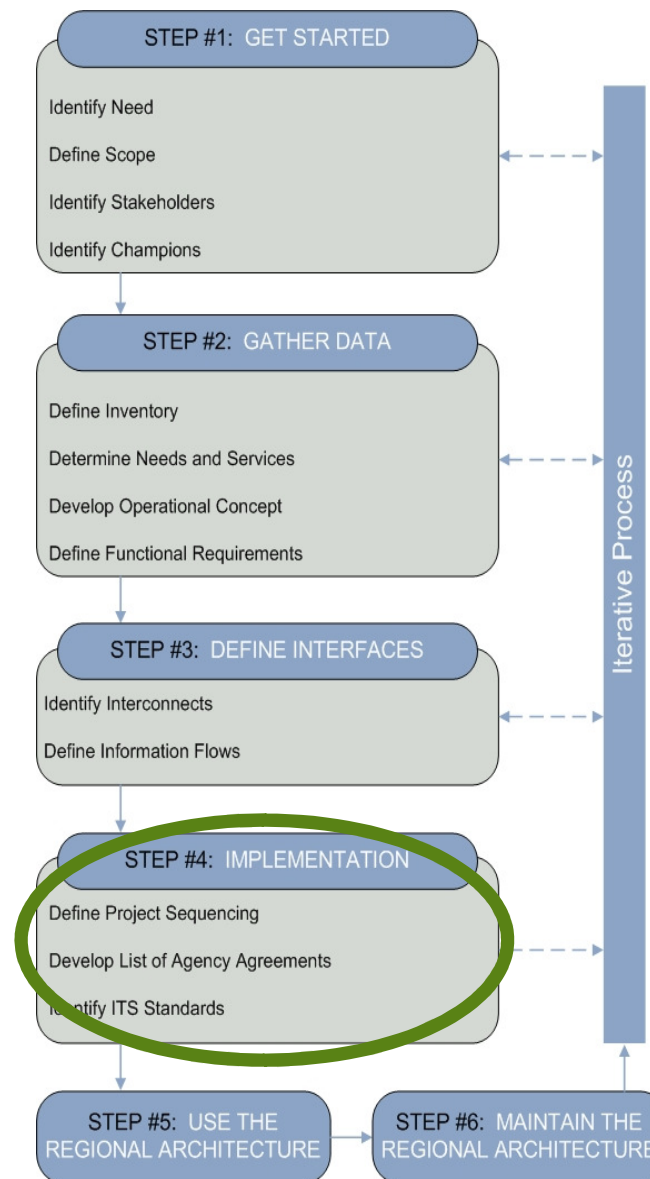 STEP #1: GET STARTED
Identify Need
Define Scope
Identify Stakeholders
Identify Champions
STEP #2: GATHER DATA
Define Inventory
Determine Needs and Services
Develop Operational Concept
Define Functional Requirements
STEP #3: DEFINE INTERFACES
Identify Interconnects
Define Information Flows
STEP #4: IMPLEMENTATION
Define Project Sequencing
Develop List of Agency Agreements
Identify ITS Standards
STEP #5: USE THE
REGIONAL ARCHITECTURE
STEP #6: MAINTAIN THE
REGIONAL ARCHITECTURE
Iterative Process